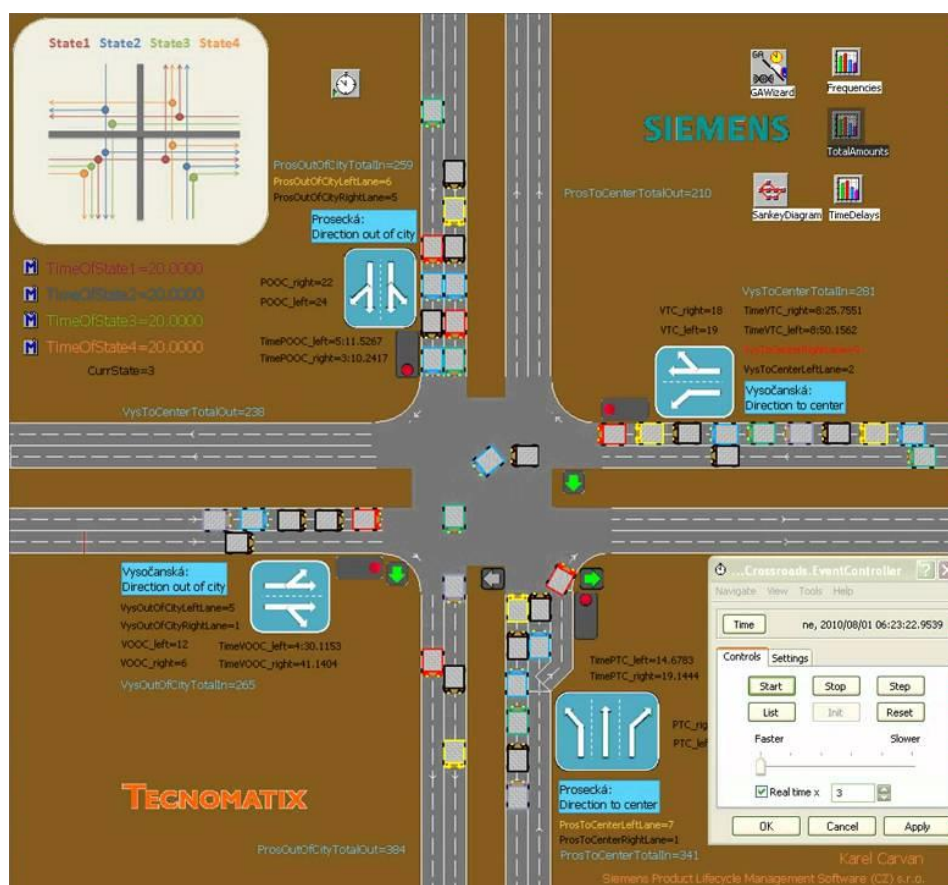 State1 State2 State3 State4
GAWizard
Frequencies
SIEMENS
TotalAmounts
SankeyDiagram
TimeDelays
ProsOutOfCityTotalIn=259
ProsOutOfCityLeftLane=6
ProsOutOfCityRightLane=5
ProsToCenterTotalOut=210
Prosecká:
Direction out of city
TimeOfState1=20.0000
TimeOfState2=20.0000
TimeOfState3=20.0000
TimeOfState4=20.0000
CurrState=3
POOC_right=22
POOC_left=24
TimePOOC_left=5:11.5267
TimePOOC_right=3:10.2417
VysToCenterTotalIn=281
VTC_right=18
TimeVTC_right=8:25.7551
VTC_left=19
TimeVTC_left=8:50.1562
VysToCenterLeftLane=2
Vysočanská:
Direction to center
VysToCenterTotalOut=238
Vysočanská:
Direction out of city
VysOutOfCityLeftLane=5
VysOutOfCityRightLane=1
VOOC_left=12
TimeVOOC_left=4:30.1153
VOOC_right=6
TimeVOOC_right=41.1404
VysOutOfCityTotalIn=265
TimePTC_left=14.6783
TimePTC_right=19.1444
PTC_
PTC_
Prosecká:
Direction to center
ProsToCenterLeftLane=7
ProsToCenterRightLane=1
ProsToCenterTotalIn=341
ProsOutOfCityTotalOut=384
TECNOMATIX
...Crossroads.EventController
Navigate View Tools Help
Time
ne, 2010/08/01 06:23:22.9539
Controls Settings
Start Stop Step
List Init Reset
Faster Slower
Real time x 3
OK Cancel Apply
Karel Carvan
Siemens Product Lifecycle Management Software (CZ) s.r.o.